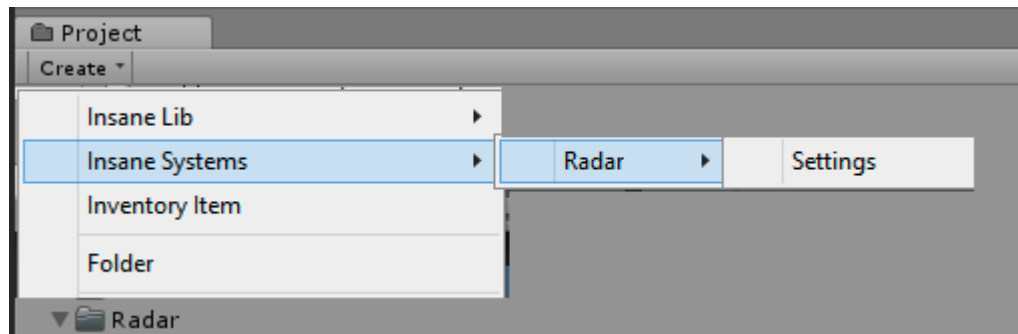 Project
Create
Insane Lib
Insane Systems
Radar
Settings
Inventory Item
Folder
Radar